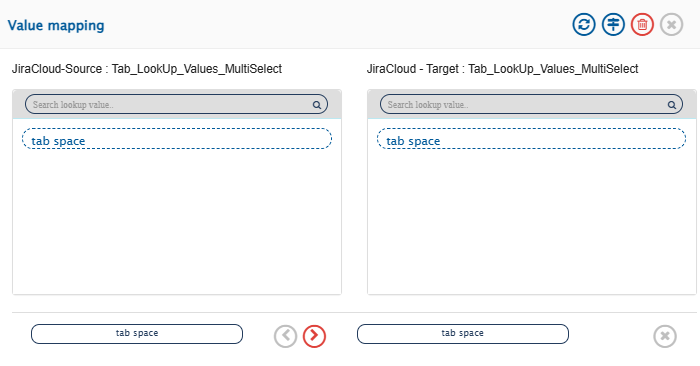 Value mapping
JiraCloud-Source : Tab_LookUp_Values_MultiSelect
JiraCloud - Target : Tab_LookUp_Values_MultiSelect
Search lookup value..
Search lookup value..
tab space
tab space
tab space
tab space